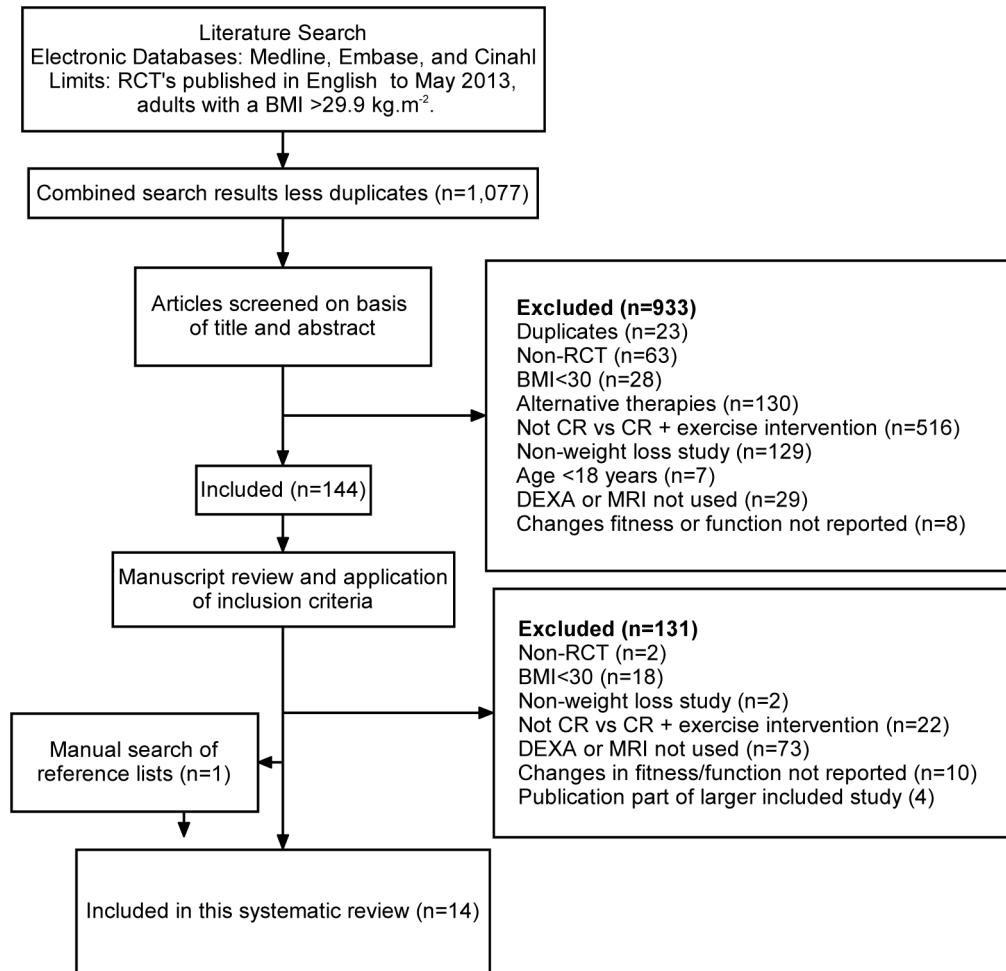 Literature Search
Electronic Databases: Medline, Embase, and Cinahl
Limits: RCT's published in English to May 2013,
adults with a BMI >29.9 kg.m⁻².
Combined search results less duplicates (n=1,077)
Articles screened on basis
of title and abstract
Excluded (n=933)
Duplicates (n=23)
Non-RCT (n=63)
BMI<30 (n=28)
Alternative therapies (n=130)
Not CR vs CR + exercise intervention (n=516)
Non-weight loss study (n=129)
Age <18 years (n=7)
DEXA or MRI not used (n=29)
Changes fitness or function not reported (n=8)
Included (n=144)
Manuscript review and application
of inclusion criteria
Excluded (n=131)
Non-RCT (n=2)
BMI<30 (n=18)
Non-weight loss study (n=2)
Not CR vs CR + exercise intervention (n=22)
DEXA or MRI not used (n=73)
Changes in fitness/function not reported (n=10)
Publication part of larger included study (4)
Manual search of
reference lists (n=1)
Included in this systematic review (n=14)